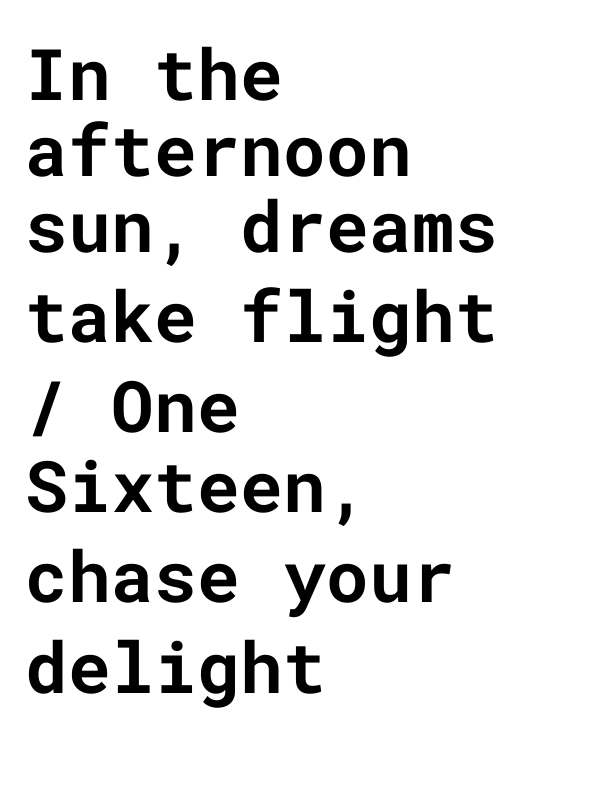 In the
afternoon
sun, dreams
take flight
/ One
Sixteen,
chase your
delight